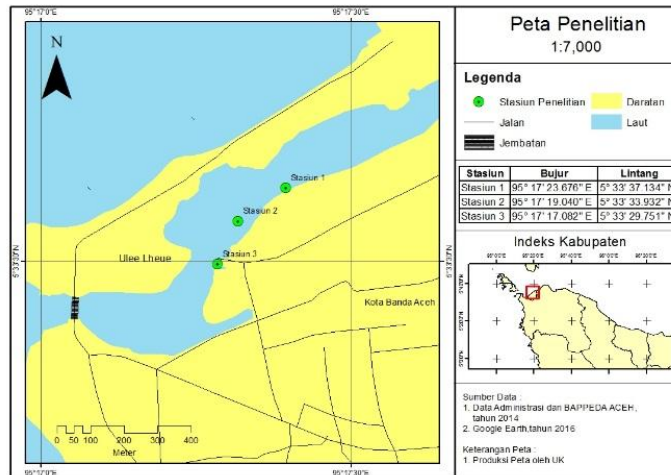 95°17'0"E
95°17'30"E
N
Stasiun 1
Stasiun 2
Stasiun 3
Ulee Lheue
Kota Banda Aceh
5°33'30"N
5°33'30"N
0 50 100 200 300 400
Meter
95°17'0"E
95°17'30"E
Peta Penelitian
1:7,000
Legenda
Stasiun Penelitian
Daratan
Jalan
Laut
Jembatan
Stasiun Bujur Lintang
Stasiun 1 95° 17' 23.676" E 5° 33' 37.134" N
Stasiun 2 95° 17' 19.040" E 5° 33' 33.932" N
Stasiun 3 95° 17' 17.082" E 5° 33' 29.751" N
Indeks Kabupaten
Sumber Data :
1. Data Administrasi dan BAPPEDA ACEH,
tahun 2014
2. Google Earth,tahun 2016
Keterangan Peta :
1. Produksi Peta oleh UK